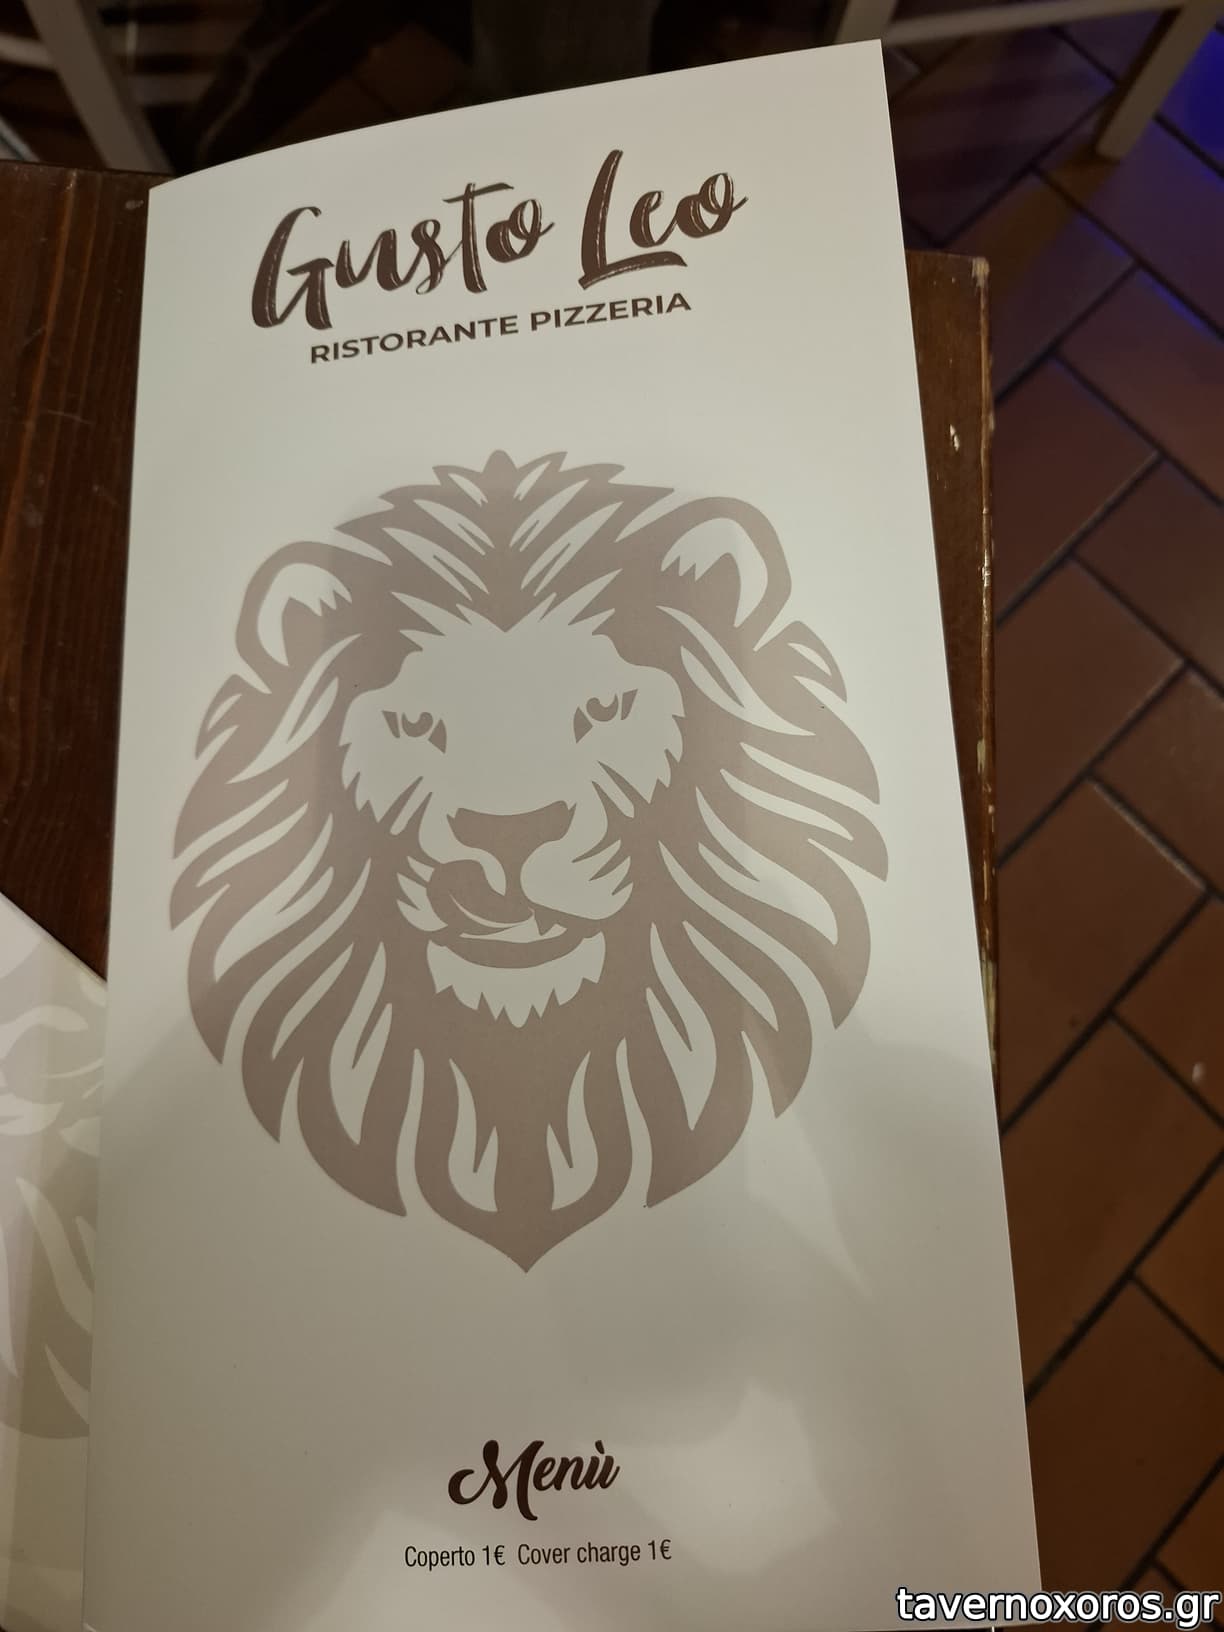 Gusto Leo
RISTORANTE PIZZERIA
Menù
Coperto 1€ Cover charge 1€
tavernoxoros.gr